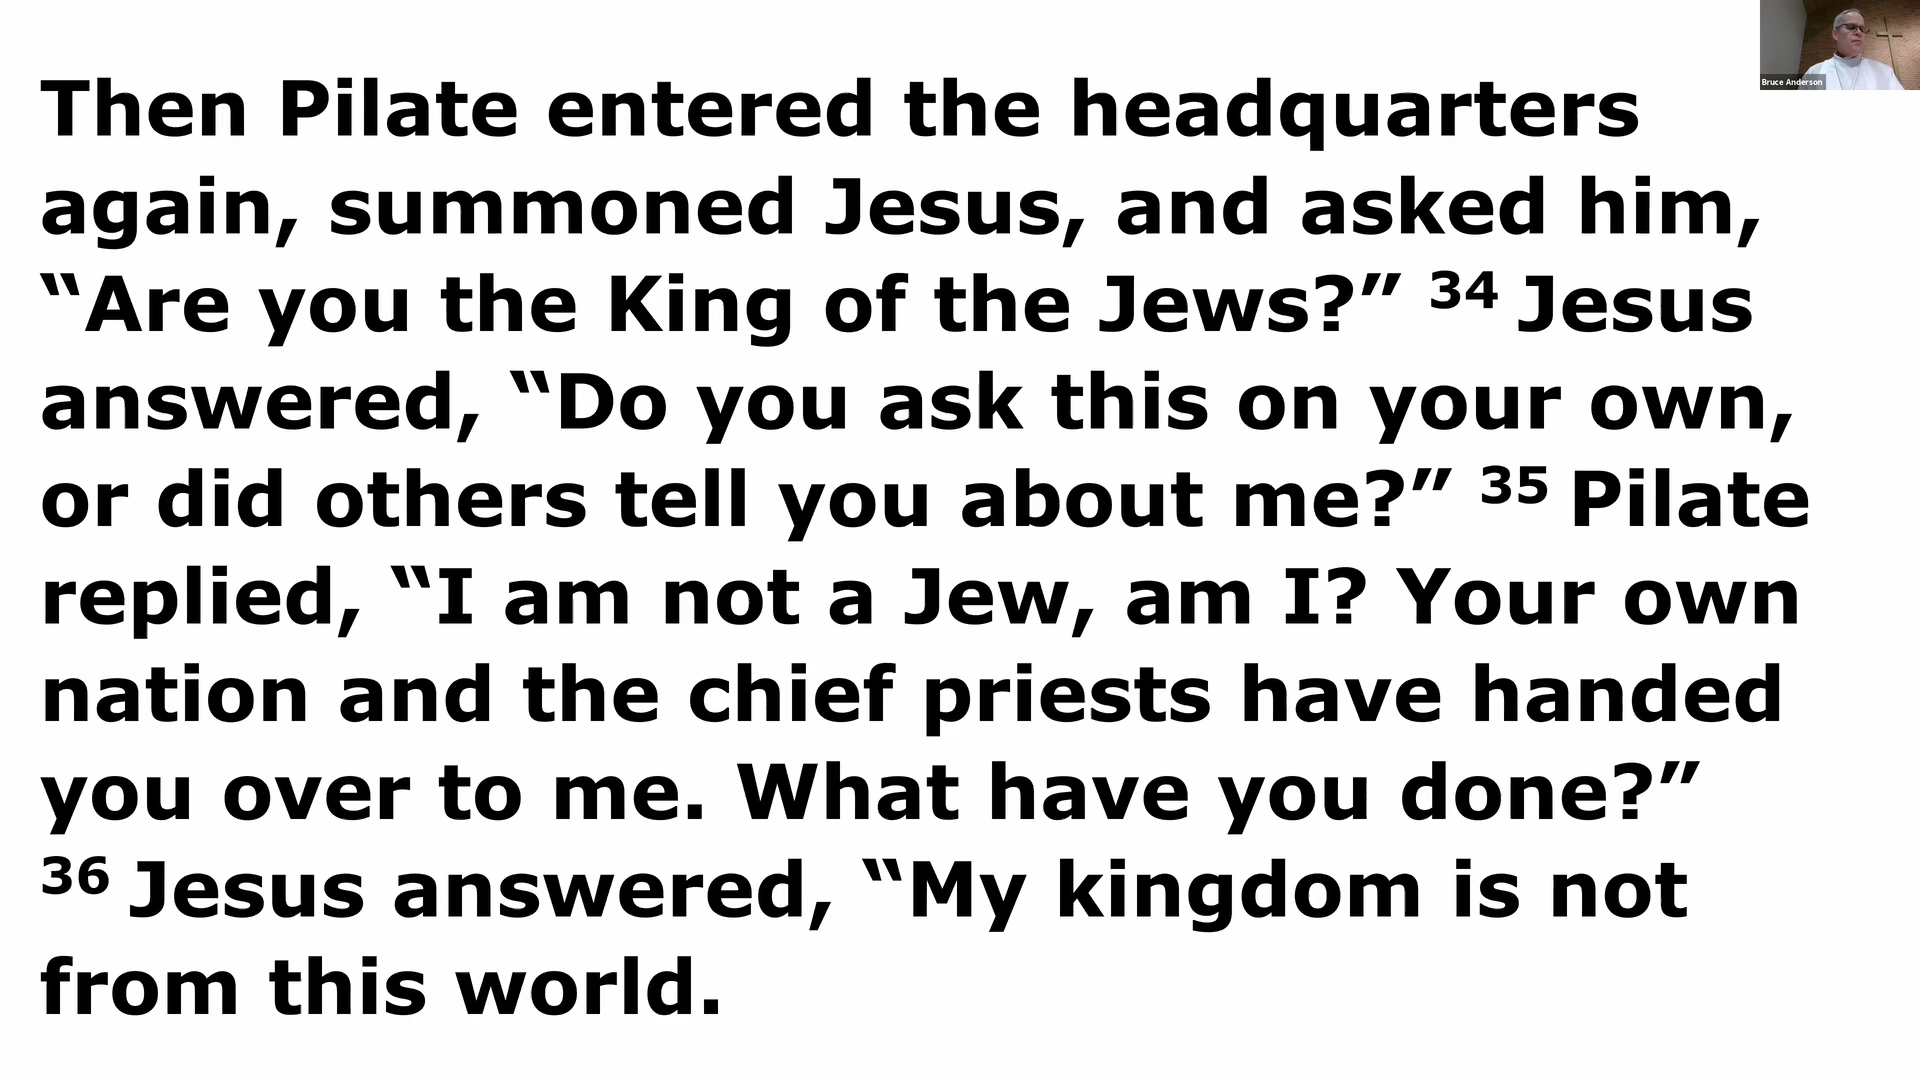 Then Pilate entered the headquarters
again, summoned Jesus, and asked him,
“Are you the King of the Jews?” 34 Jesus
answered, “Do you ask this on your own,
or did others tell you about me?” 35 Pilate
replied, “I am not a Jew, am I? Your own
nation and the chief priests have handed
you over to me. What have you done?”
36 Jesus answered, “My kingdom is not
from this world.
Bruce Anderson